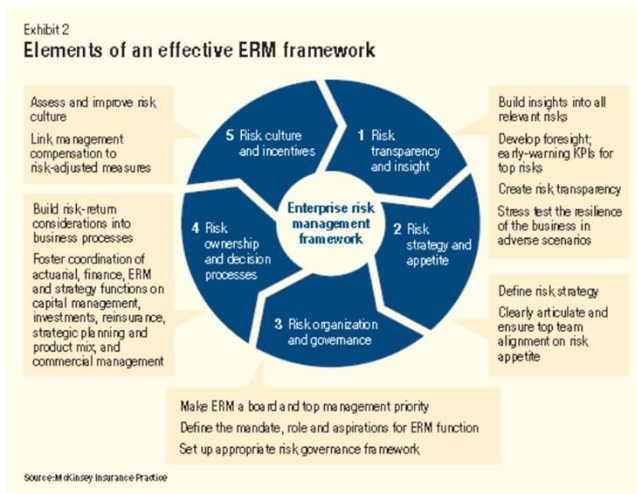 Exhibit 2
Elements of an effective ERM framework
Assess and improve risk
culture
Link management
compensation to
risk-adjusted measures
5 Risk culture
and incentives
1 Risk
transparency
and insight
Build insights into all
relevant risks
Develop foresight;
early-warning KPIs for
top risks
Create risk transparency
Stress test the resilience
of the business in
adverse scenarios
Build risk-return
considerations into
business processes
Foster coordination of
actuarial, finance, ERM
and strategy functions on
capital management,
investments, reinsurance,
strategic planning and
product mix, and
commercial management
4 Risk
ownership
and decision
processes
Enterprise risk
management
framework
2 Risk
strategy and
appetite
Define risk strategy
Clearly articulate and
ensure top team
alignment on risk
appetite
3 Risk organization
and governance
Make ERM a board and top management priority
Define the mandate, role and aspirations for ERM function
Set up appropriate risk governance framework
Source: McKinsey Insurance Practice